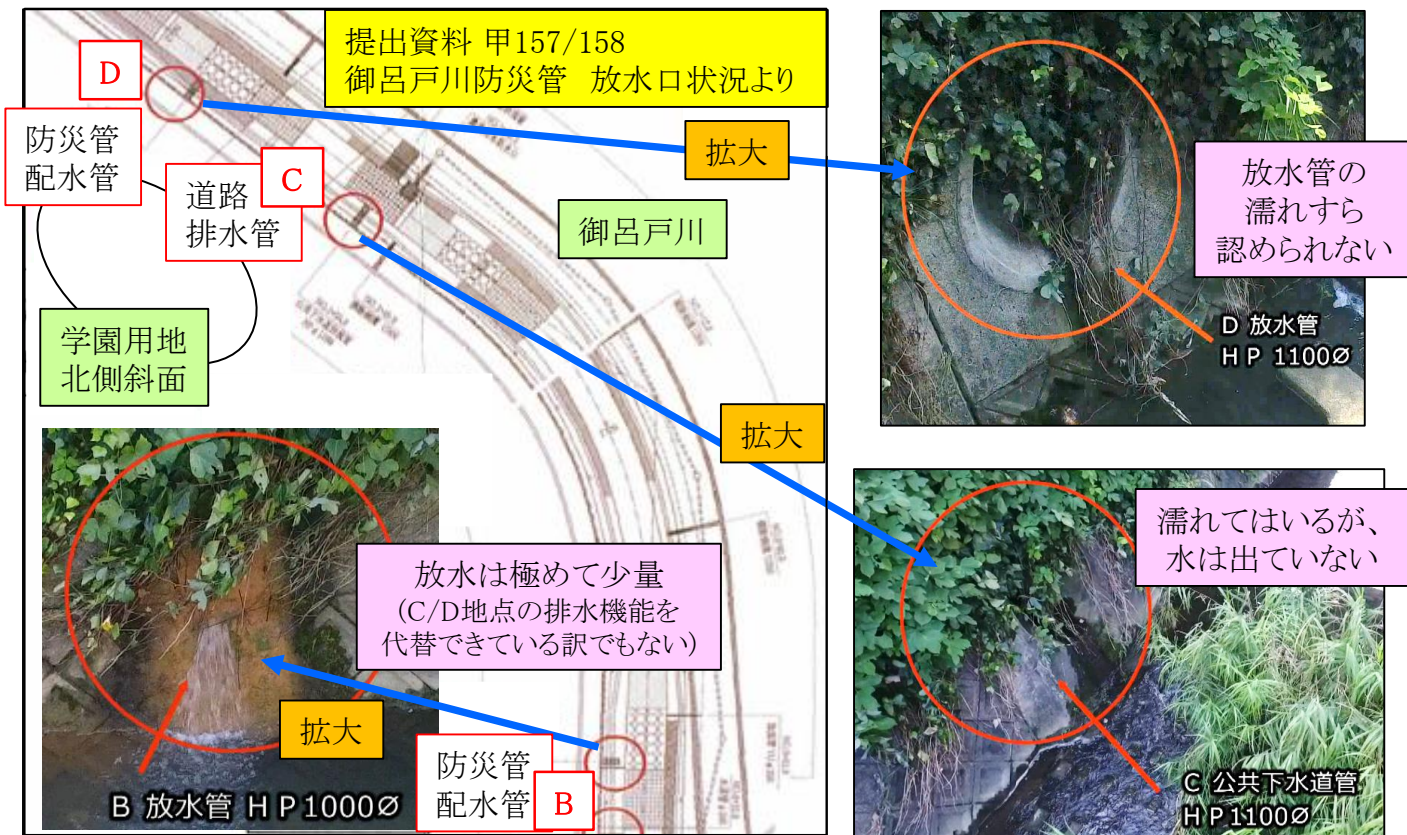 提出資料 甲157/158
御呂戸川防災管 放水口状況より
D
防災管
配水管
道路
排水管
C
学園用地
北側斜面
御呂戸川
拡大
放水管の
濡れすら
認められない
D 放水管
HP 1100Ø
拡大
濡れてはいるが、
水は出ていない
C 公共下水道管
HP1100Ø
放水は極めて少量
(C/D地点の排水機能を
代替できている訳でもない)
拡大
防災管
配水管
B
B 放水管 HP1000Ø